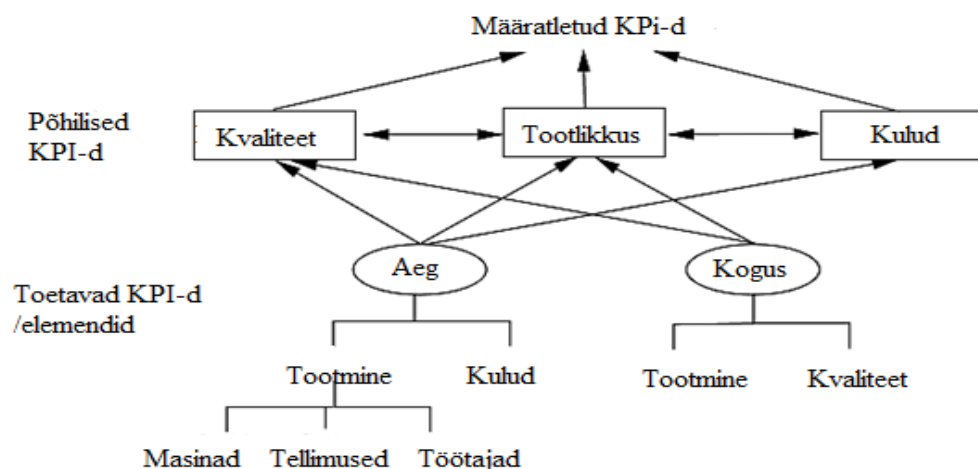 Määratletud KPi-d
Põhilised
KPI-d
Kvaliteet
Tootlikkus
Kulud
Aeg
Kogus
Toetavad KPI-d
/elemendid
Tootmine
Kulud
Tootmine
Kvaliteet
Masinad
Tellimused
Töötajad